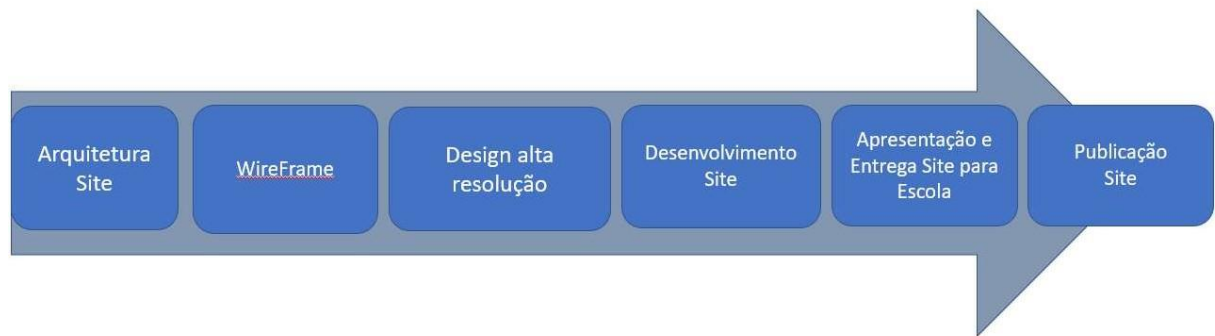 Arquitetura
Site
WireFrame
Design alta
resolução
Desenvolvimento
Site
Apresentação e
Entrega Site para
Escola
Publicação
Site